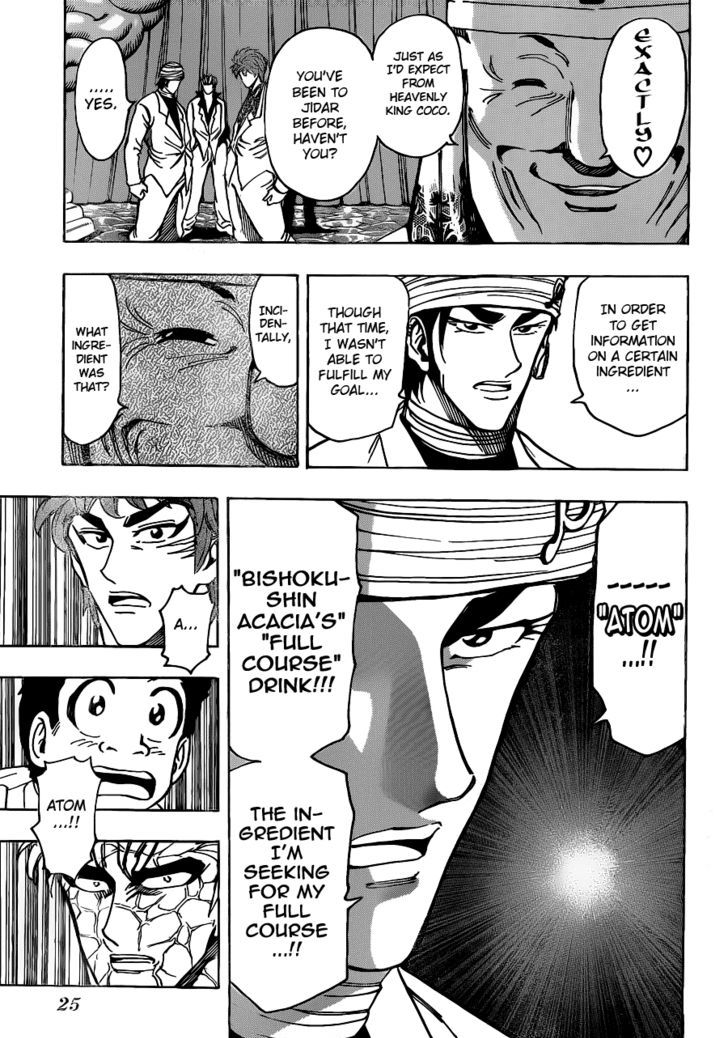 EXACTLY♡
JUST AS
I'D EXPECT
FROM
HEAVENLY
KING COCO.
YOU'VE
BEEN TO
JIDAR
BEFORE,
HAVEN'T
YOU?
.....
YES.
IN ORDER
TO GET
INFORMATION
ON A CERTAIN
INGREDIENT
...
THOUGH
THAT TIME,
I WASN'T
ABLE TO
FULFILL MY
GOAL...
INCI-
DEN-
TALLY,
WHAT
INGRE-
DIENT
WAS
THAT?
-----
"ATOM"
...!!
"BISHOKU-
SHIN
ACACIA'S"
"FULL
COURSE"
DRINK!!!
THE IN-
GREDIENT
I'M
SEEKING
FOR MY
FULL
COURSE
...!!
A...
ATOM
...!!
25